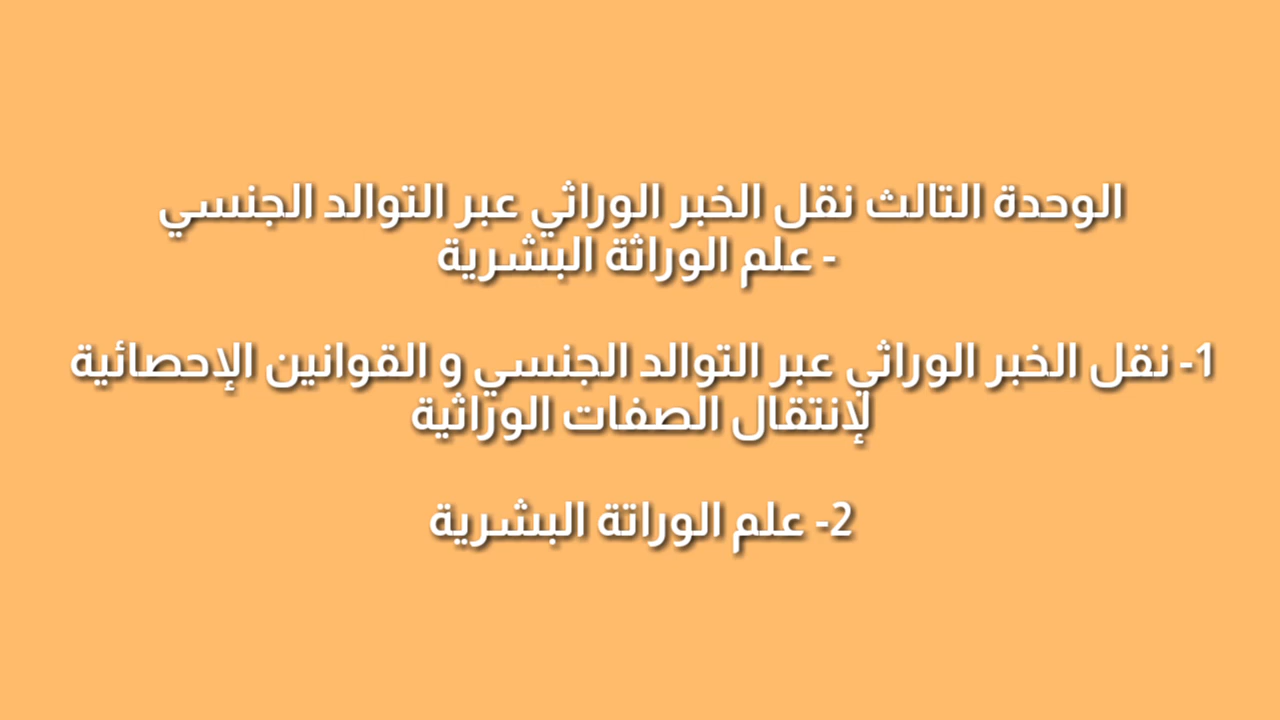 الوحدة التالث نقل الخبر الوراثي عبر التوالد الجنسي
- علم الوراثة البشرية
1- نقل الخبر الوراثي عبر التوالد الجنسي و القوانين الإحصائية
لإنتقال الصفات الوراثية
2- علم الوراتة البشرية